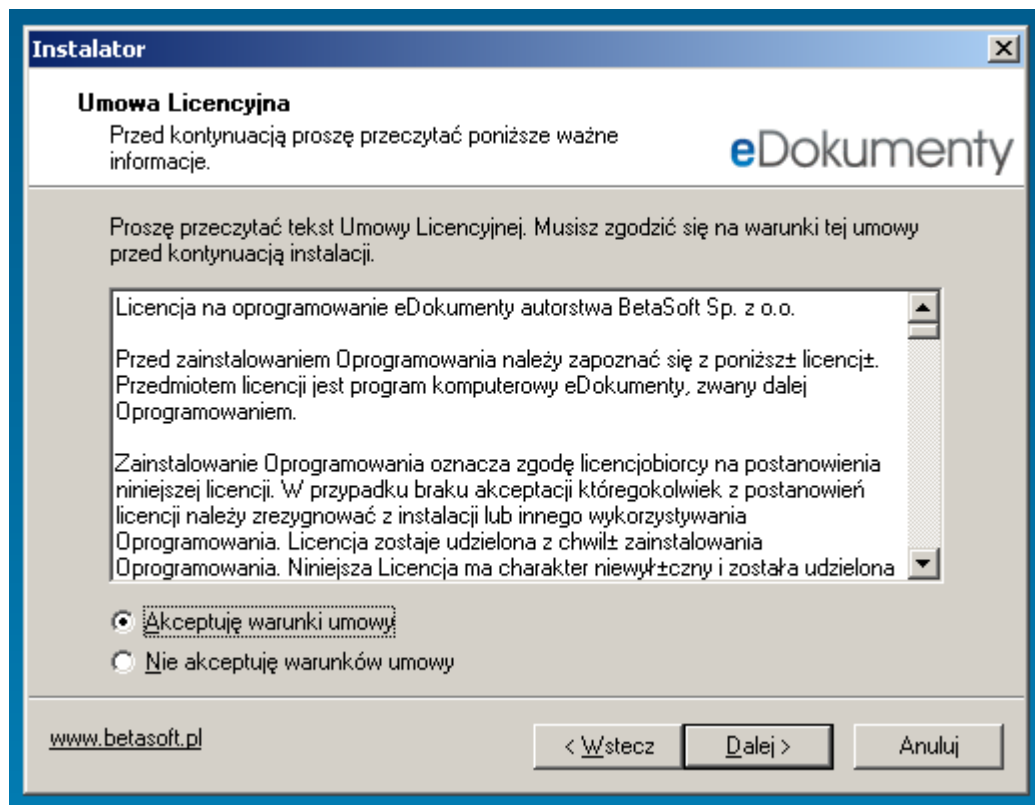 Instalator
Umowa Licencyjna
Przed kontynuacją proszę przeczytać poniższe ważne
informacje.
eDokumenty
Proszę przeczytać tekst Umowy Licencyjnej. Musisz zgodzić się na warunki tej umowy
przed kontynuacją instalacji.
Licencja na oprogramowanie eDokumenty autorstwa BetaSoft Sp. z o.o.
Przed zainstalowaniem Oprogramowania należy zapoznać się z poniższ± licencj±.
Przedmiotem licencji jest program komputerowy eDokumenty, zwany dalej
Oprogramowaniem.
Zainstalowanie Oprogramowania oznacza zgodę licencjobiorcy na postanowienia
niniejszej licencji. W przypadku braku akceptacji któregokolwiek z postanowień
licencji należy zrezygnować z instalacji lub innego wykorzystywania
Oprogramowania. Licencja zostaje udzielona z chwil± zainstalowania
Oprogramowania. Niniejsza Licencja ma charakter niewył±czny i została udzielona
Akceptuję warunki umowy
Nie akceptuję warunków umowy
www.betasoft.pl
< Wstecz
Dalej >
Anuluj